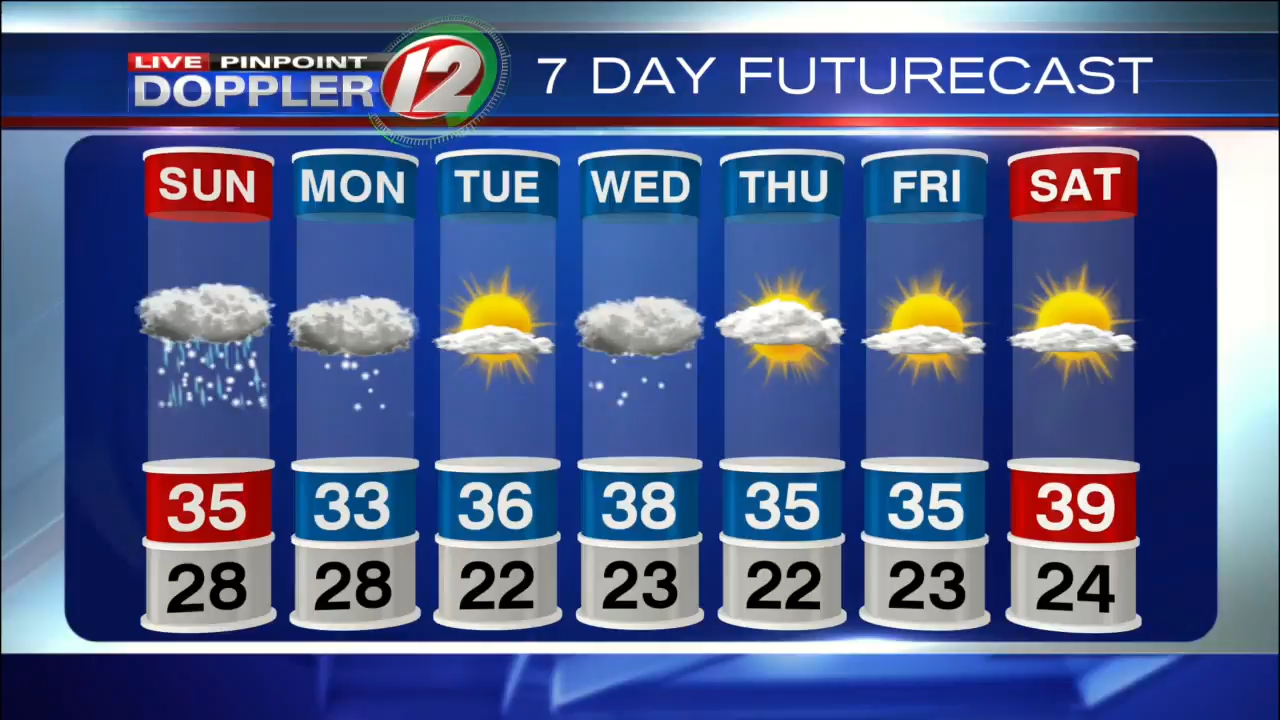 LIVE PINPOINT
DOPPLER 12
7 DAY FUTURECAST
SUN MON TUE WED THU FRI SAT
35 33 36 38 35 35 39
28 28 22 23 22 23 24